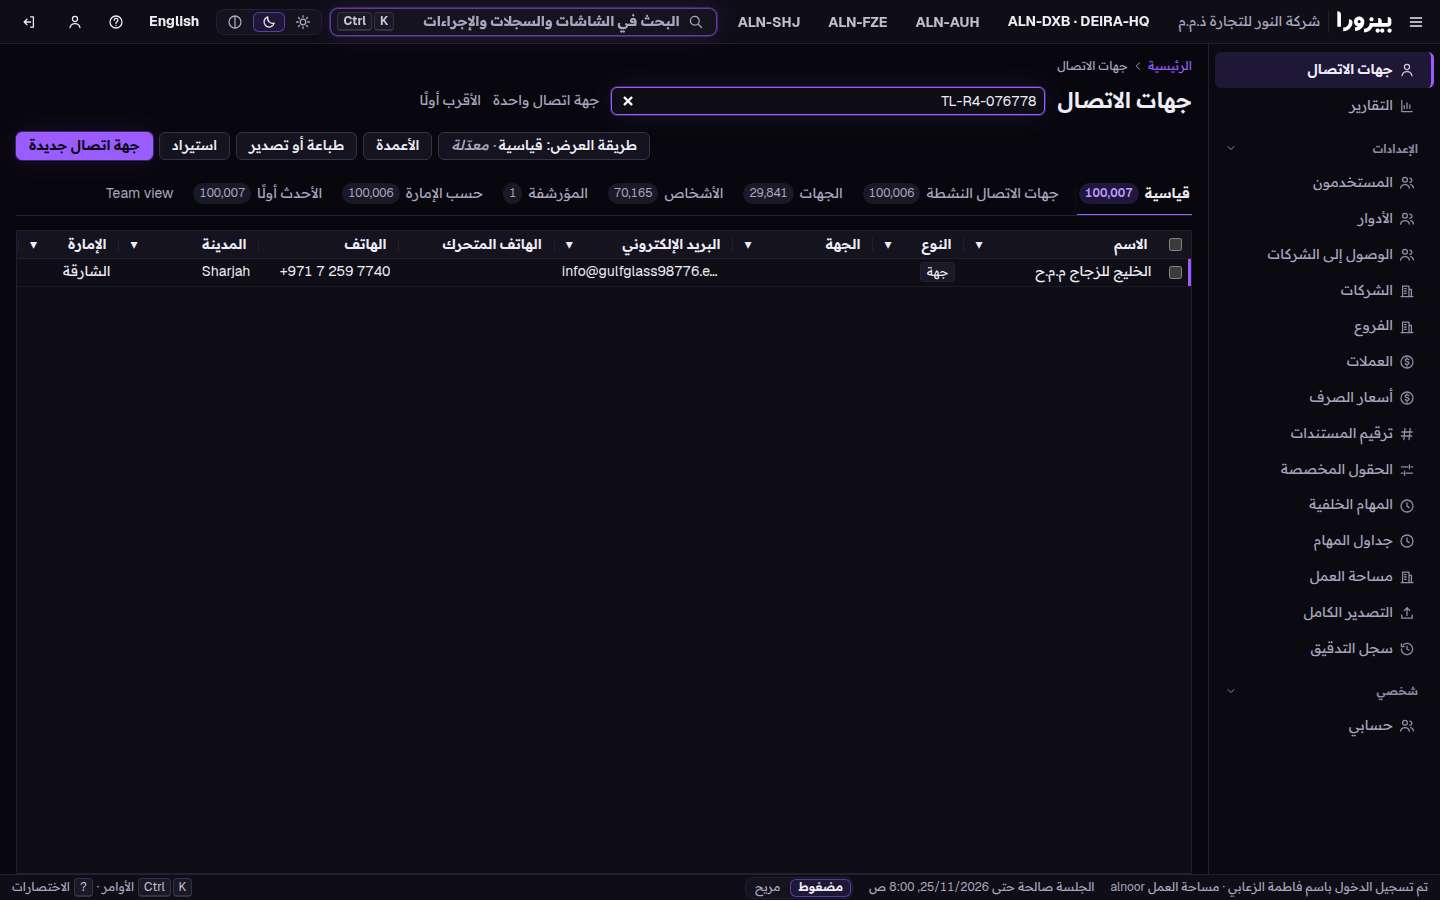 بيزورا شركة النور للتجارة ذ.م.م ALN-DXB · DEIRA-HQ ALN-AUH ALN-FZE ALN-SHJ البحث في الشاشات والسجلات والإجراءات Ctrl K English
جهات الاتصال
التقارير
الإعدادات
المستخدمون
الأدوار
الوصول إلى الشركات
الشركات
الفروع
العملات
أسعار الصرف
ترقيم المستندات
الحقول المخصصة
المهام الخلفية
جداول المهام
مساحة العمل
التصدير الكامل
سجل التدقيق
شخصي
حسابي
الرئيسية جهات الاتصال
جهات الاتصال TL-R4-076778 جهة اتصال واحدة الأقرب أولًا
طريقة العرض: قياسية · معدّلة الأعمدة طباعة أو تصدير استيراد جهة اتصال جديدة
قياسية 100,007 جهات الاتصال النشطة 100,006 الجهات 29,841 الأشخاص 70,165 المؤرشفة 1 حسب الإمارة 100,006 الأحدث أولًا 100,007 Team view
الاسم النوع الجهة البريد الإلكتروني الهاتف المتحرك الهاتف المدينة الإمارة
الخليج للزجاج م.م.ح جهة info@gulfglass98776.e... +971 7 259 7740 Sharjah الشارقة
تم تسجيل الدخول باسم فاطمة الزعابي · مساحة العمل alnoor الجلسة صالحة حتى 25/11/2026, 8:00 ص مضغوط مريح Ctrl K الأوامر · ? الاختصارات